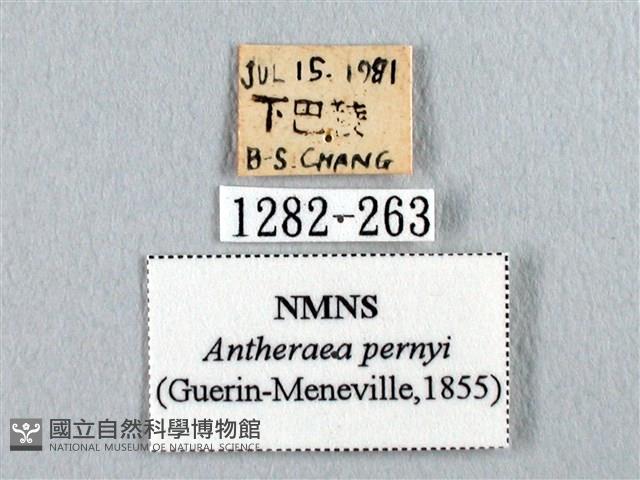 JUL 15. 1981
下巴陵
B-S. CHANG
1282-263
NMNS
Antheraea pernyi
(Guerin-Meneville,1855)
國立自然科學博物館
NATIONAL MUSEUM OF NATURAL SCIENCE